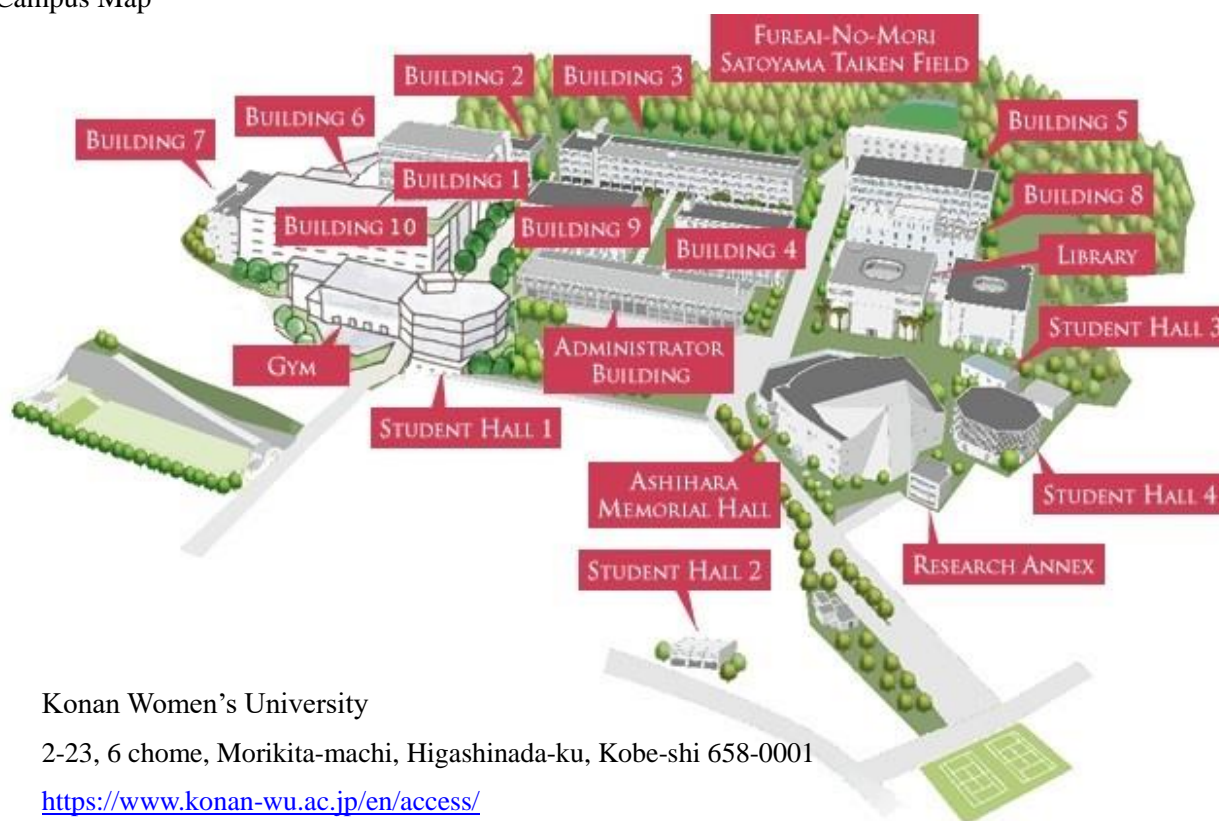 Campus Map
FUREAI-NO-MORI
SATOYAMA TAIKEN FIELD
BUILDING 2
BUILDING 3
BUILDING 6
BUILDING 5
BUILDING 7
BUILDING 1
BUILDING 8
BUILDING 10
BUILDING 9
BUILDING 4
LIBRARY
STUDENT HALL 3
GYM
ADMINISTRATOR
BUILDING
STUDENT HALL 1
ASHIHARA
MEMORIAL HALL
STUDENT HALL 4
RESEARCH ANNEX
STUDENT HALL 2
Konan Women's University
2-23, 6 chome, Morikita-machi, Higashinada-ku, Kobe-shi 658-0001
https://www.konan-wu.ac.jp/en/access/